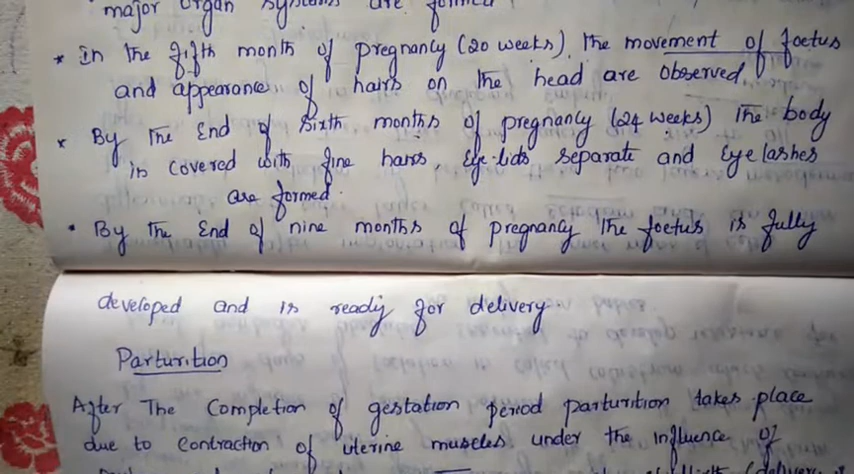 major organ systems are formed
* In the fifth month of pregnancy (20 weeks). The movement of foetus
and appearance of hairs on the head are observed.
* By the End of Sixth months of pregnancy (24 weeks) The body
in covered with fine hairs, Eye-lids separate and Eyelashes
are formed.
* By the End of nine months of pregnancy the foetus is fully
developed and is ready for delivery.
Parturition
After The Completion of gestation period parturition takes place
due to contraction of uterine muscles under the influence of